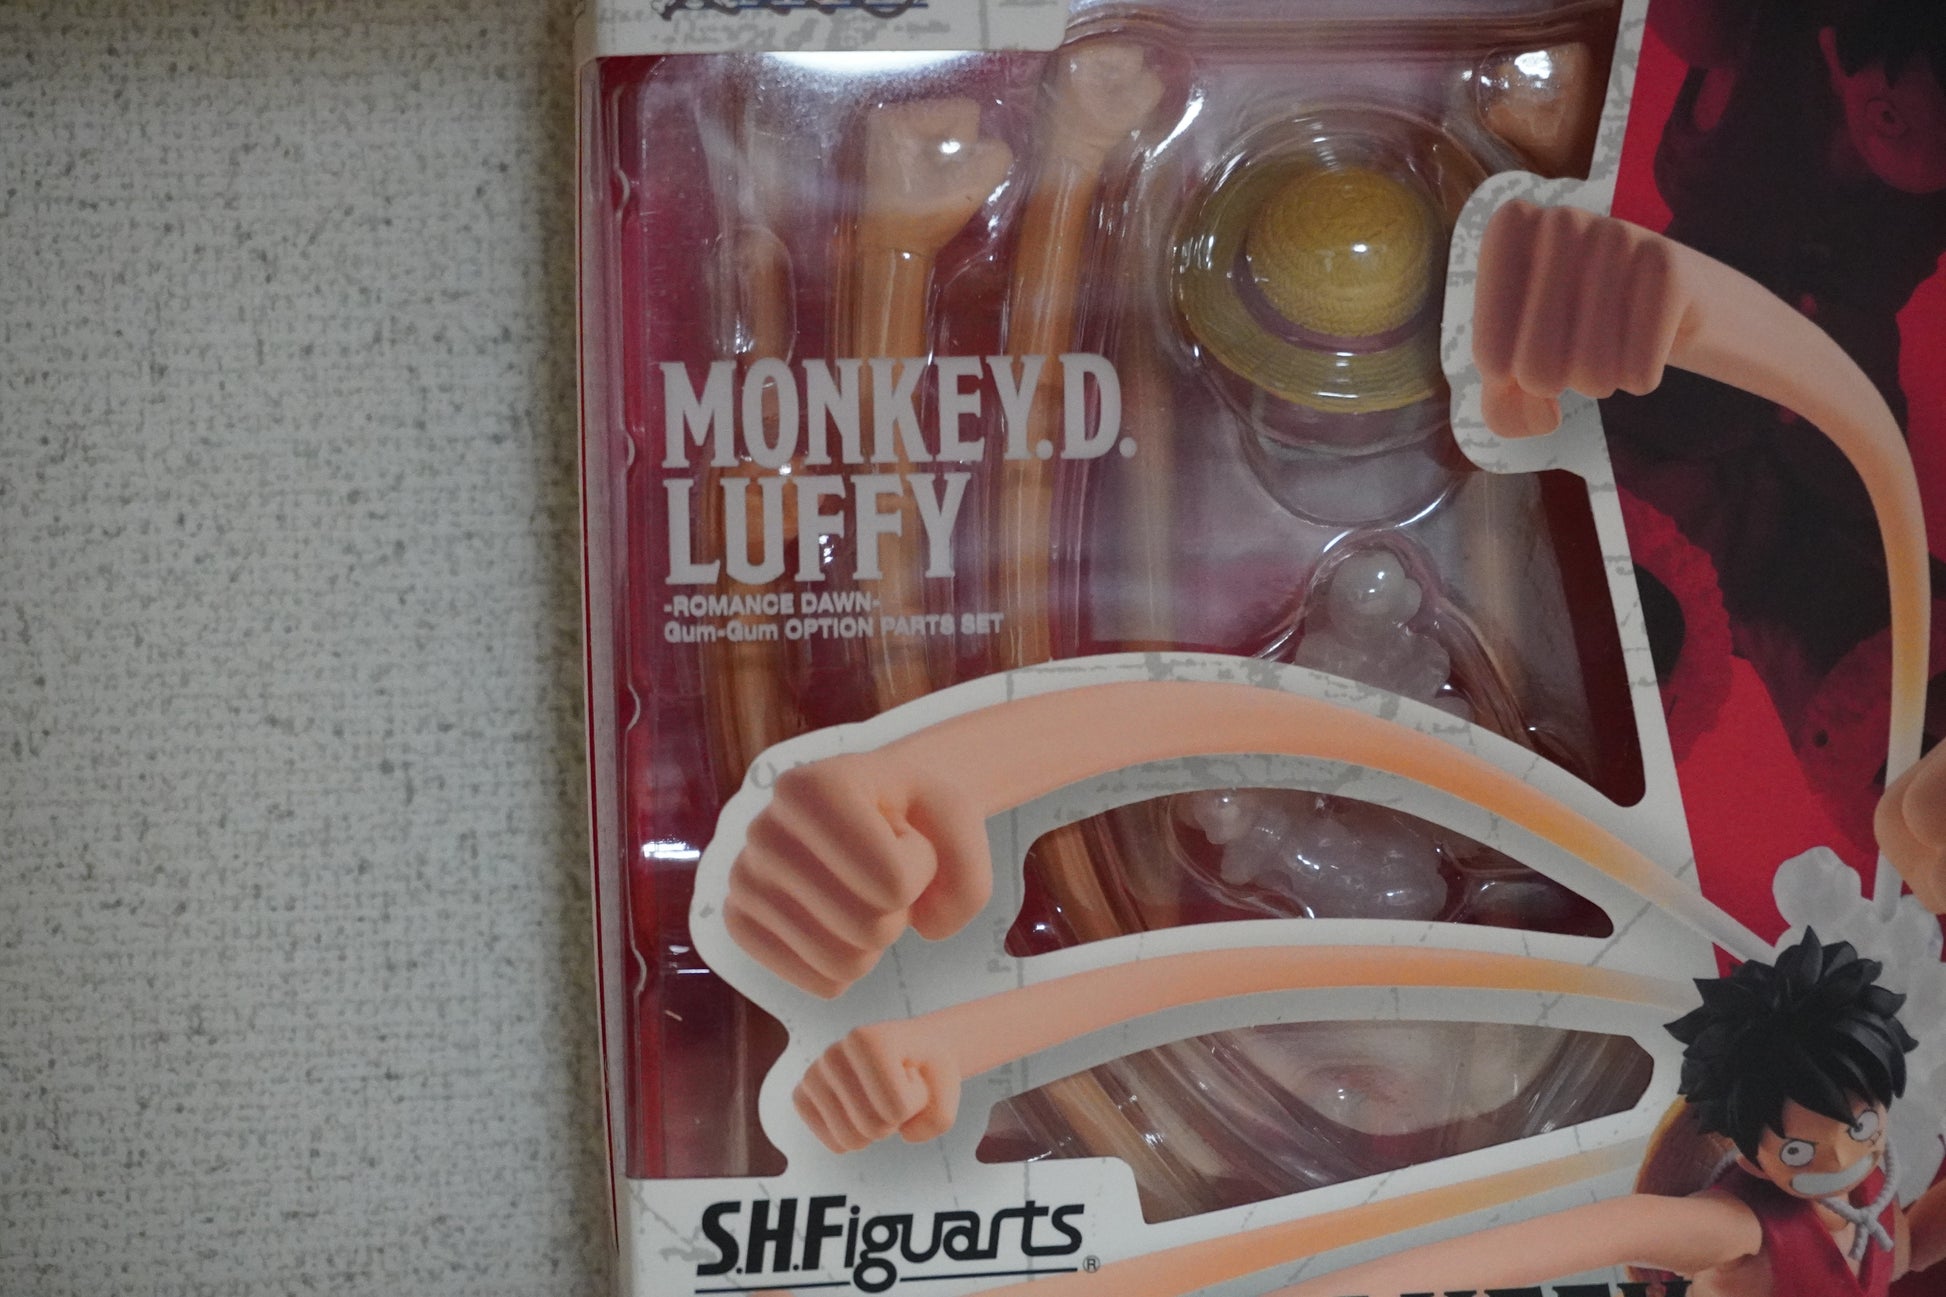 MONKEY.D.
LUFFY
-ROMANCE DAWN-
Gum-Gum OPTION PARTS SET
S.H.Figuarts®